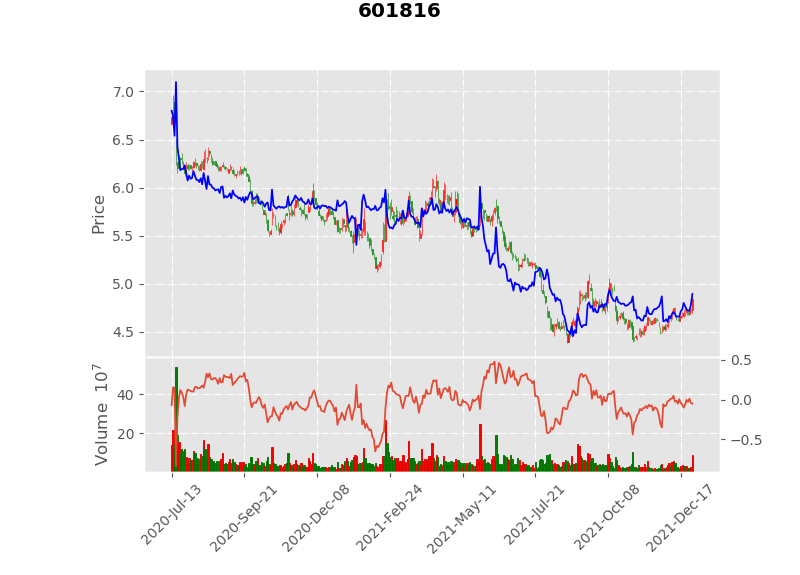 601816
Price
7.0
6.5
6.0
5.5
5.0
4.5
Volume 10^7
40
20
0.5
0.0
−0.5
2020-Jul-13
2020-Sep-21
2020-Dec-08
2021-Feb-24
2021-May-11
2021-Jul-21
2021-Oct-08
2021-Dec-17